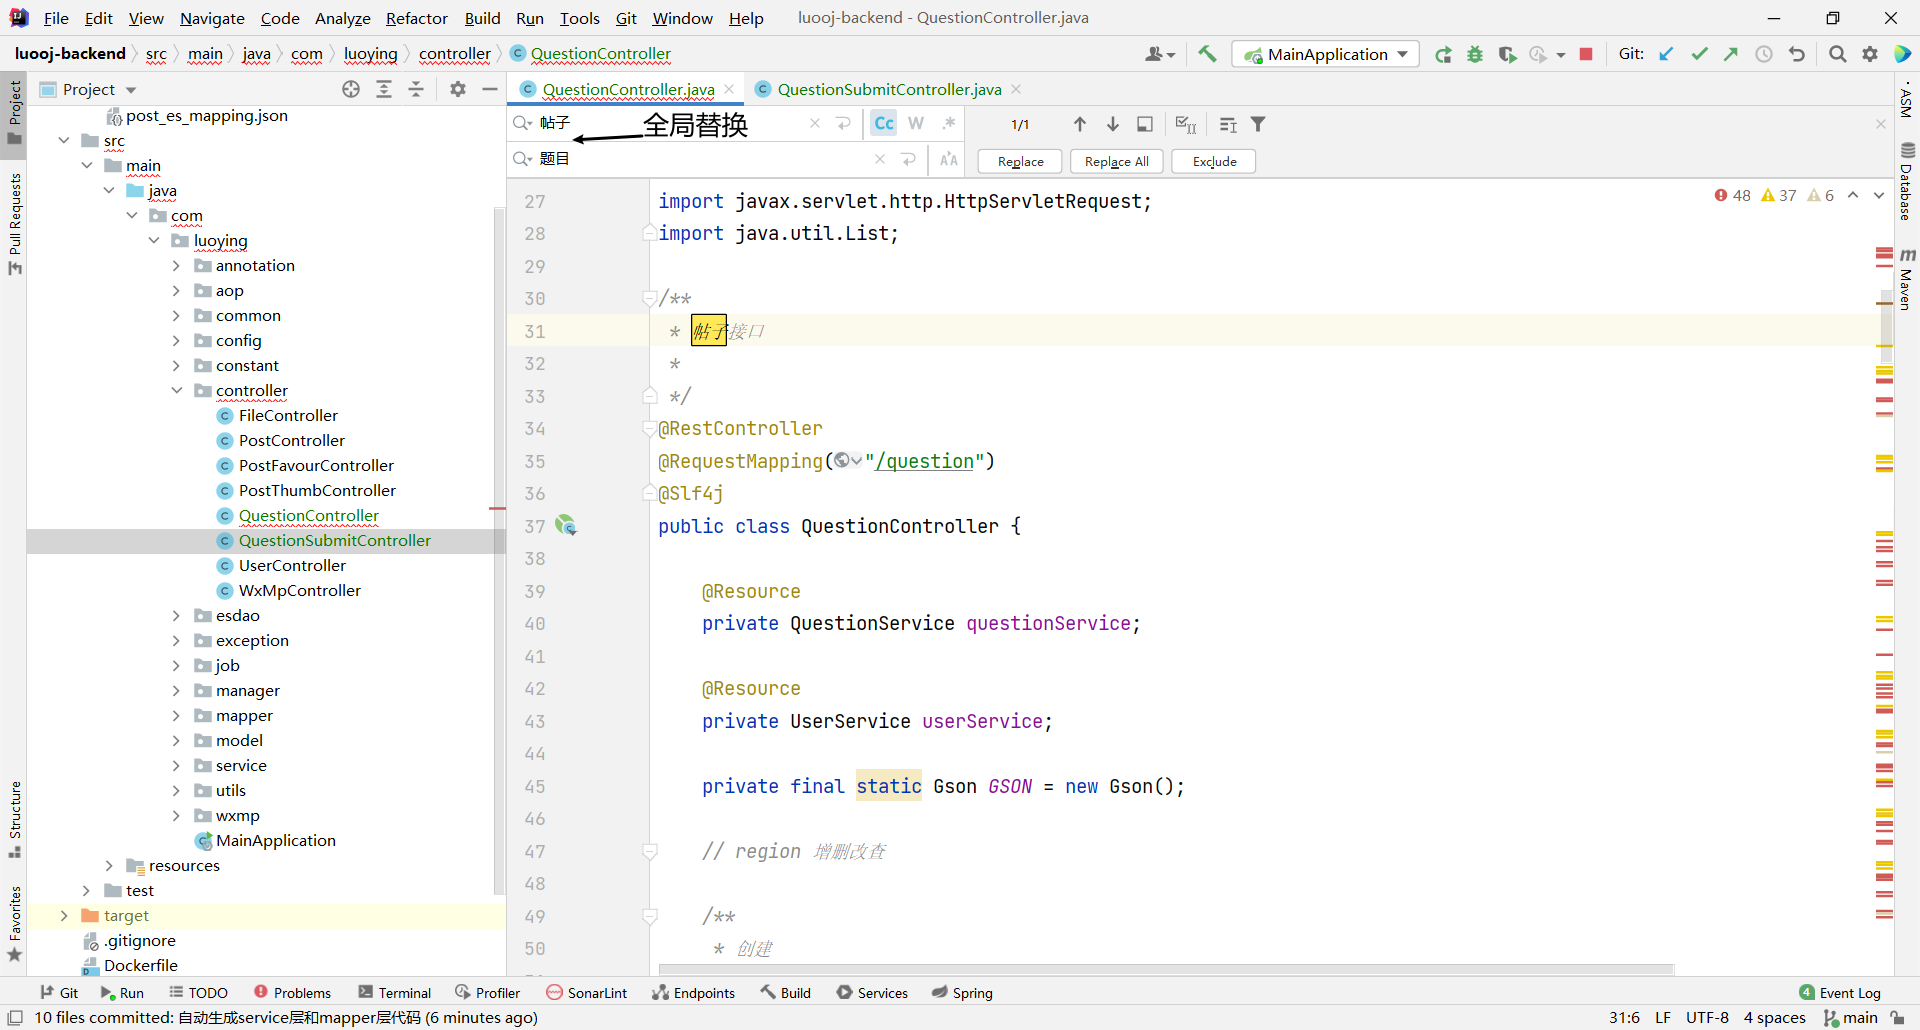 File Edit View Navigate Code Analyze Refactor Build Run Tools Git Window Help luooj-backend - QuestionController.java
luooj-backend src main java com luoying controller QuestionController MainApplication Git:
Project QuestionController.java QuestionSubmitController.java
帖子 全局替换 Cc W .* 1/1
题目 Replace Replace All Exclude
Project
Pull Requests
Structure
Favorites
post_es_mapping.json
src
main
java
com
luoying
annotation
aop
common
config
constant
controller
FileController
PostController
PostFavourController
PostThumbController
QuestionController
QuestionSubmitController
UserController
WxMpController
esdao
exception
job
manager
mapper
model
service
utils
wxmp
MainApplication
resources
test
target
.gitignore
Dockerfile
48 37 6
27 import javax.servlet.http.HttpServletRequest;
28 import java.util.List;
29
30 /**
31 * 帖子接口
32 *
33 */
34 @RestController
35 @RequestMapping("/question")
36 @Slf4j
37 public class QuestionController {
38
39 @Resource
40 private QuestionService questionService;
41
42 @Resource
43 private UserService userService;
44
45 private final static Gson GSON = new Gson();
46
47 // region 增删改查
48
49 /**
50 * 创建
ASM
Database
Maven
Git Run TODO Problems Terminal Profiler SonarLint Endpoints Build Services Spring 4 Event Log
10 files committed: 自动生成service层和mapper层代码 (6 minutes ago) 31:6 LF UTF-8 4 spaces main